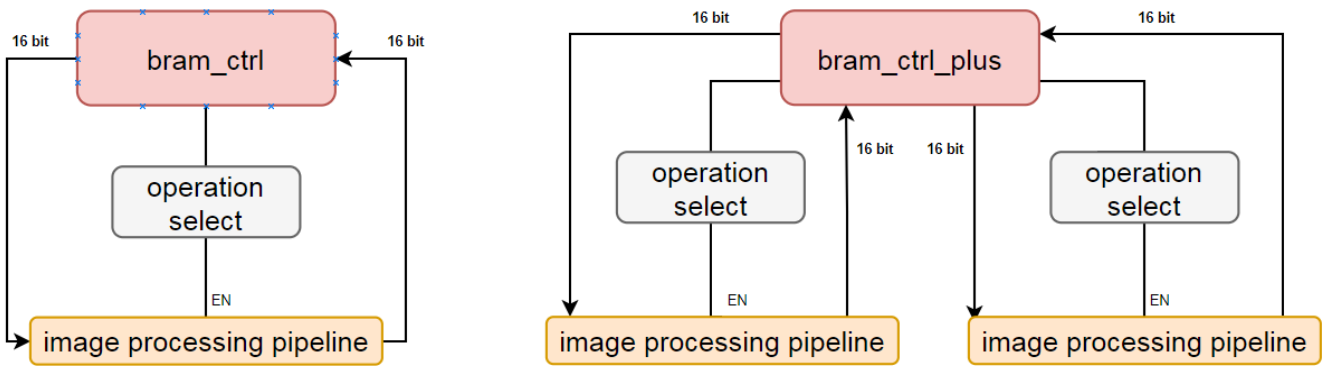 16 bit
bram_ctrl
16 bit
operation
select
EN
image processing pipeline
16 bit
bram_ctrl_plus
16 bit
operation
select
16 bit
16 bit
operation
select
EN
EN
image processing pipeline
image processing pipeline